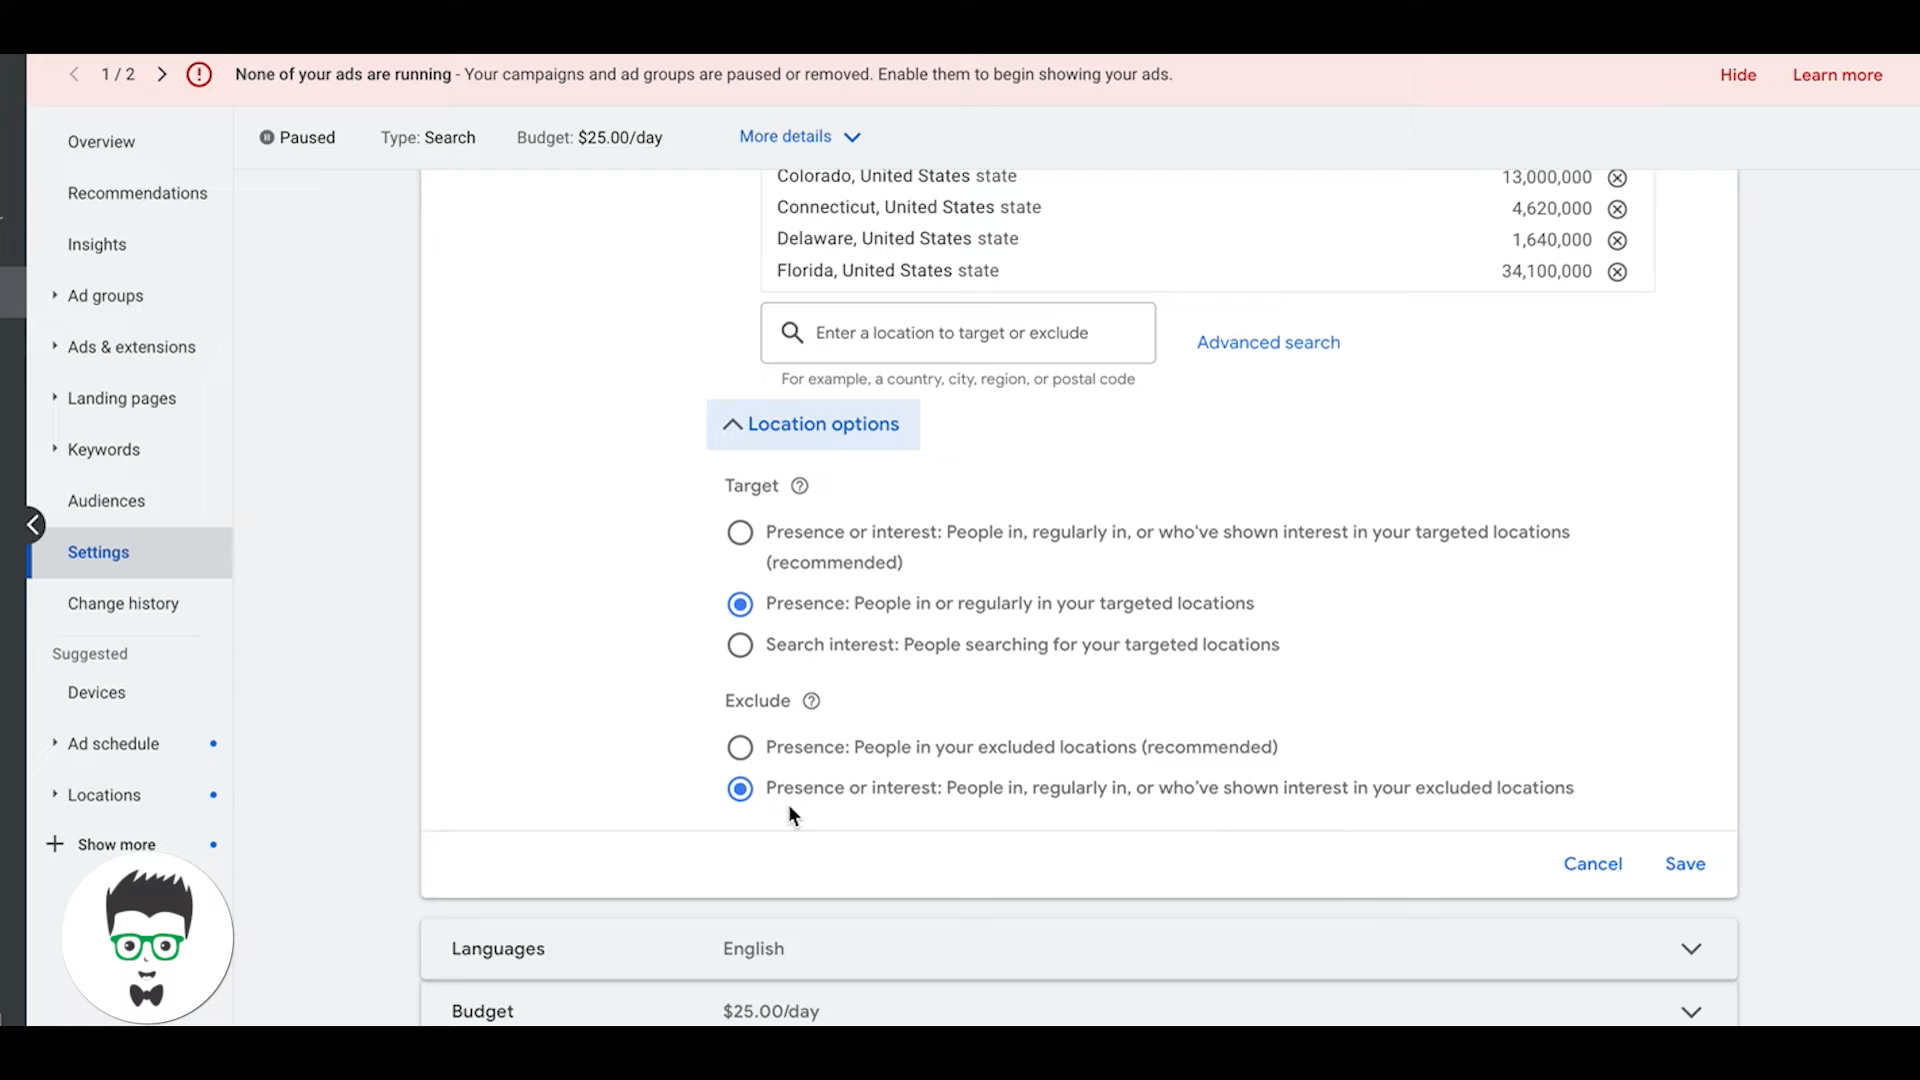 1 / 2 None of your ads are running - Your campaigns and ad groups are paused or removed. Enable them to begin showing your ads. Hide Learn more
Paused Type: Search Budget: $25.00/day More details
Overview
Recommendations
Insights
Ad groups
Ads & extensions
Landing pages
Keywords
Audiences
Settings
Change history
Suggested
Devices
Ad schedule
Locations
Show more
Colorado, United States state 13,000,000
Connecticut, United States state 4,620,000
Delaware, United States state 1,640,000
Florida, United States state 34,100,000
Enter a location to target or exclude
Advanced search
For example, a country, city, region, or postal code
Location options
Target
Presence or interest: People in, regularly in, or who've shown interest in your targeted locations
(recommended)
Presence: People in or regularly in your targeted locations
Search interest: People searching for your targeted locations
Exclude
Presence: People in your excluded locations (recommended)
Presence or interest: People in, regularly in, or who've shown interest in your excluded locations
Cancel Save
Languages English
Budget $25.00/day